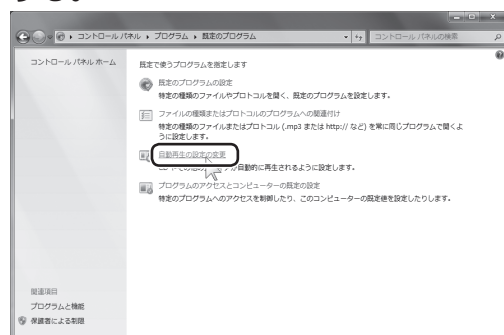 コントロール パネル ▸ プログラム ▸ 既定のプログラム
コントロール パネルの検索
コントロール パネル ホーム
既定で使うプログラムを指定します
既定のプログラムの設定
特定の種類のファイルやプロトコルを開く、既定のプログラムを設定します。
ファイルの種類またはプロトコルのプログラムへの関連付け
特定の種類のファイルまたはプロトコル (.mp3 または http:// など) を常に同じプログラムで開くよ
うに設定します。
自動再生の設定の変更
が自動的に再生されるように設定します。
プログラムのアクセスとコンピューターの既定の設定
特定のプログラムへのアクセスを制御したり、このコンピューターの既定値を設定したりします。
関連項目
プログラムと機能
保護者による制限